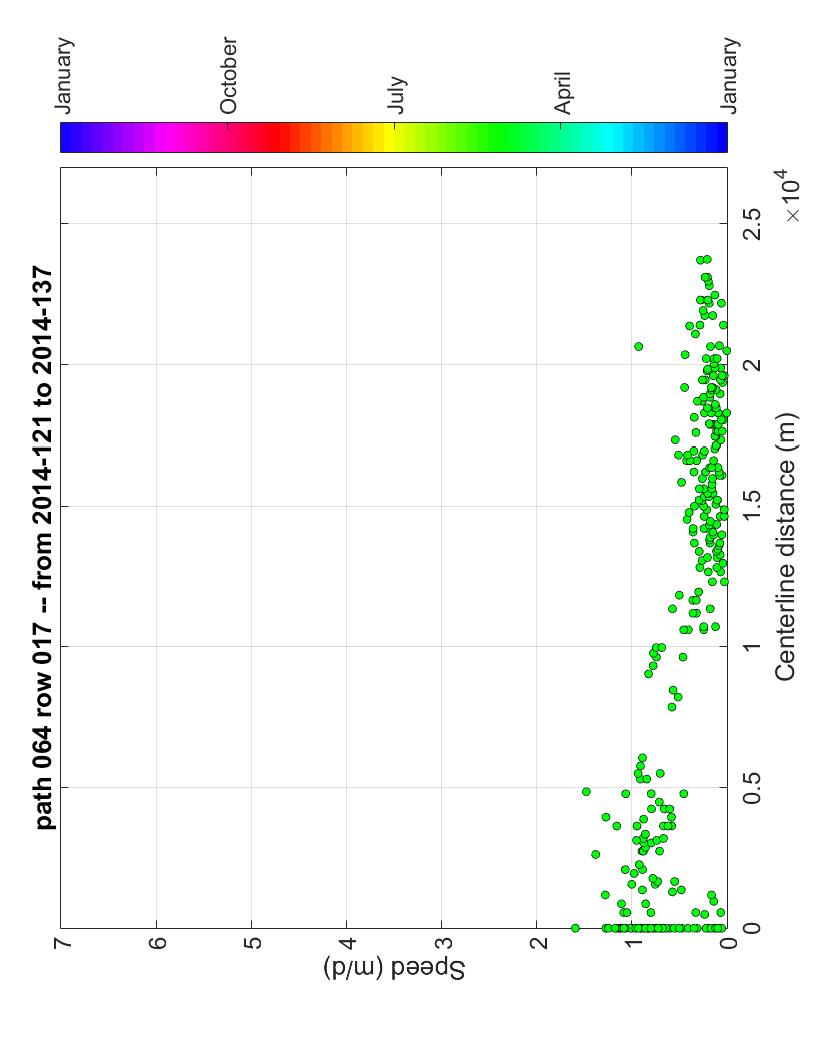 path 064 row 017 -- from 2014-121 to 2014-137
7
6
5
4
3
2
1
0
Speed (m/d)
0
0.5
1
1.5
2
2.5
×10^4
Centerline distance (m)
January
October
July
April
January